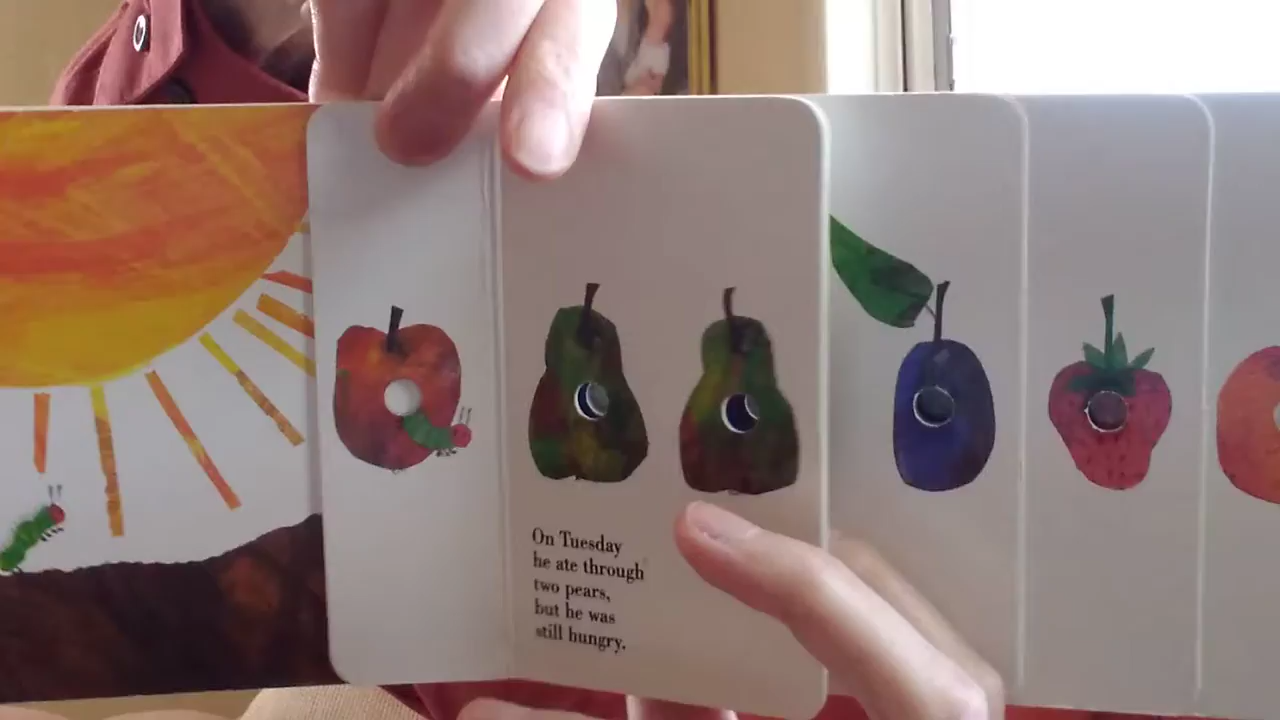 On Tuesday
he ate through
two pears,
but he was
still hungry.